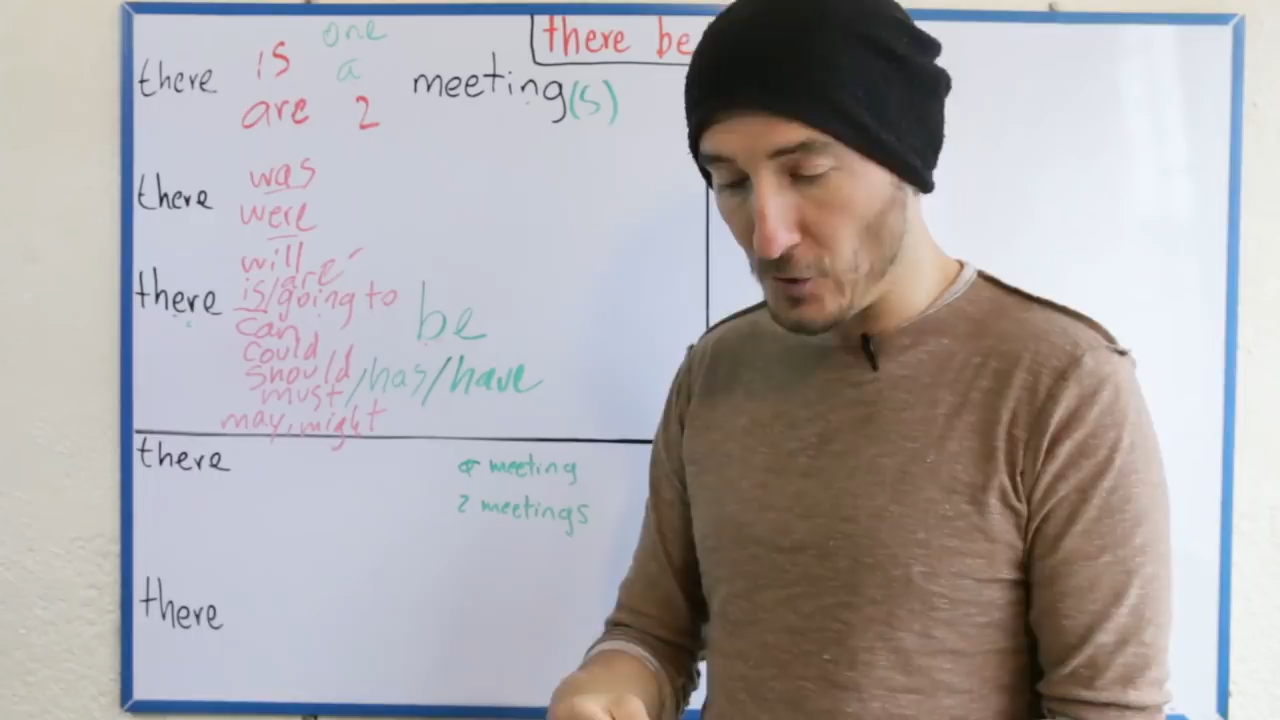 there be
one
there is a meeting(s)
are 2
there was
were
will
are
there is/going to be
can
could
should/has/have
must
may, might
there a meeting
2 meetings
there